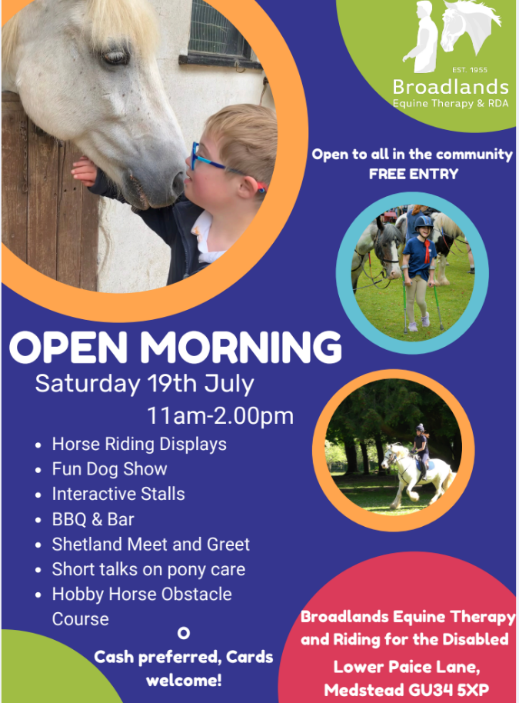 EST. 1955
Broadlands
Equine Therapy & RDA
Open to all in the community
FREE ENTRY
OPEN MORNING
Saturday 19th July
11am-2.00pm
• Horse Riding Displays
• Fun Dog Show
• Interactive Stalls
• BBQ & Bar
• Shetland Meet and Greet
• Short talks on pony care
• Hobby Horse Obstacle
Course
O
Cash preferred, Cards
welcome!
Broadlands Equine Therapy
and Riding for the Disabled
Lower Paice Lane,
Medstead GU34 5XP